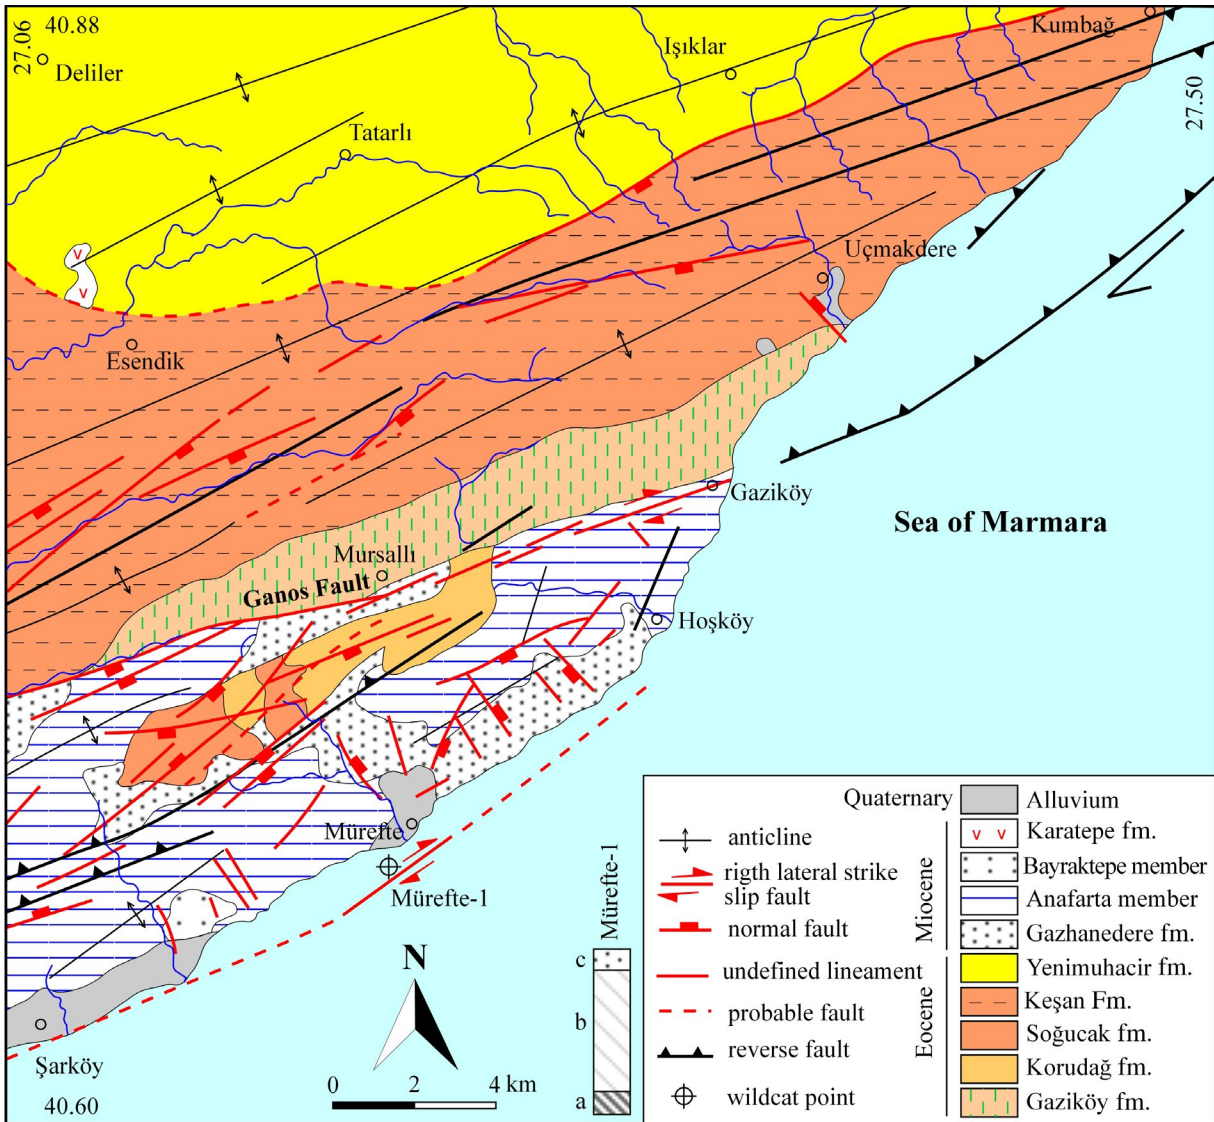 40.88
27.06
Deliler
Işıklar
Kumbağ
27.50
Tatarlı
Uçmakdere
Esendik
Gaziköy
Sea of Marmara
Mursallı
Ganos Fault
Hoşköy
Mürefte
Mürefte-1
Şarköy
40.60
N
0 2 4 km
Mürefte-1
c
b
a
anticline
rigth lateral strike
slip fault
normal fault
undefined lineament
probable fault
reverse fault
wildcat point
Quaternary
Miocene
Eocene
Alluvium
v v
Karatepe fm.
Bayraktepe member
Anafarta member
Gazhanedere fm.
Yenimuhacir fm.
Keşan Fm.
Soğucak fm.
Korudağ fm.
Gaziköy fm.
v
v